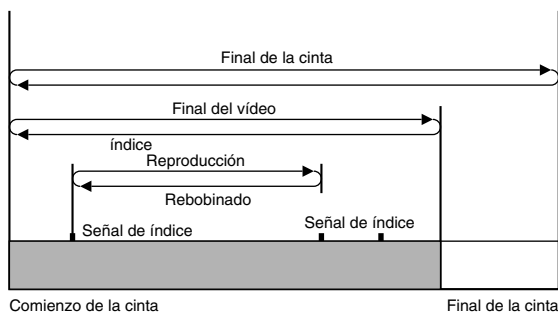 Final de la cinta
Final del vídeo
índice
Reproducción
Rebobinado
Señal de índice
Señal de índice
Comienzo de la cinta
Final de la cinta